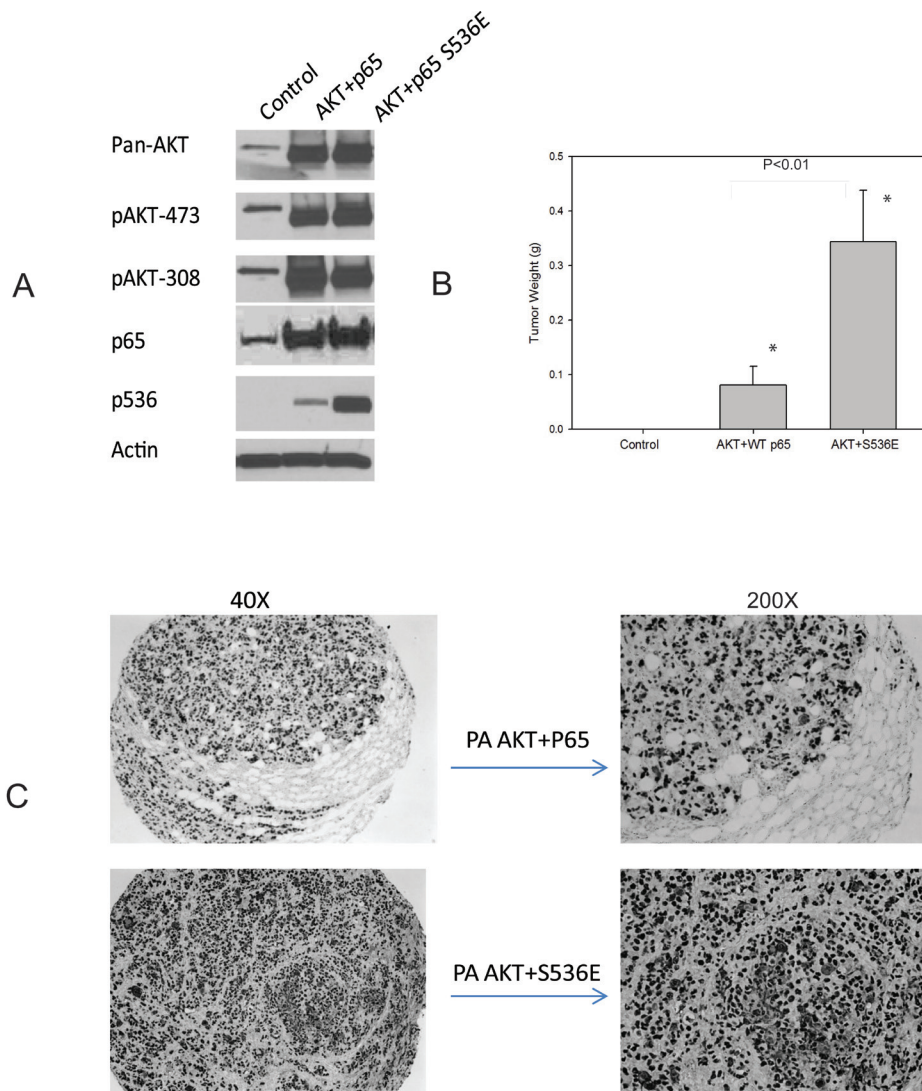 Control
AKT+p65
AKT+p65 S536E
Pan-AKT
pAKT-473
pAKT-308
p65
p536
Actin
A
B
P<0.01
*
*
Tumor Weight (g)
0.5
0.4
0.3
0.2
0.1
0.0
Control
AKT+WT p65
AKT+S536E
C
40X
200X
PA AKT+P65
PA AKT+S536E